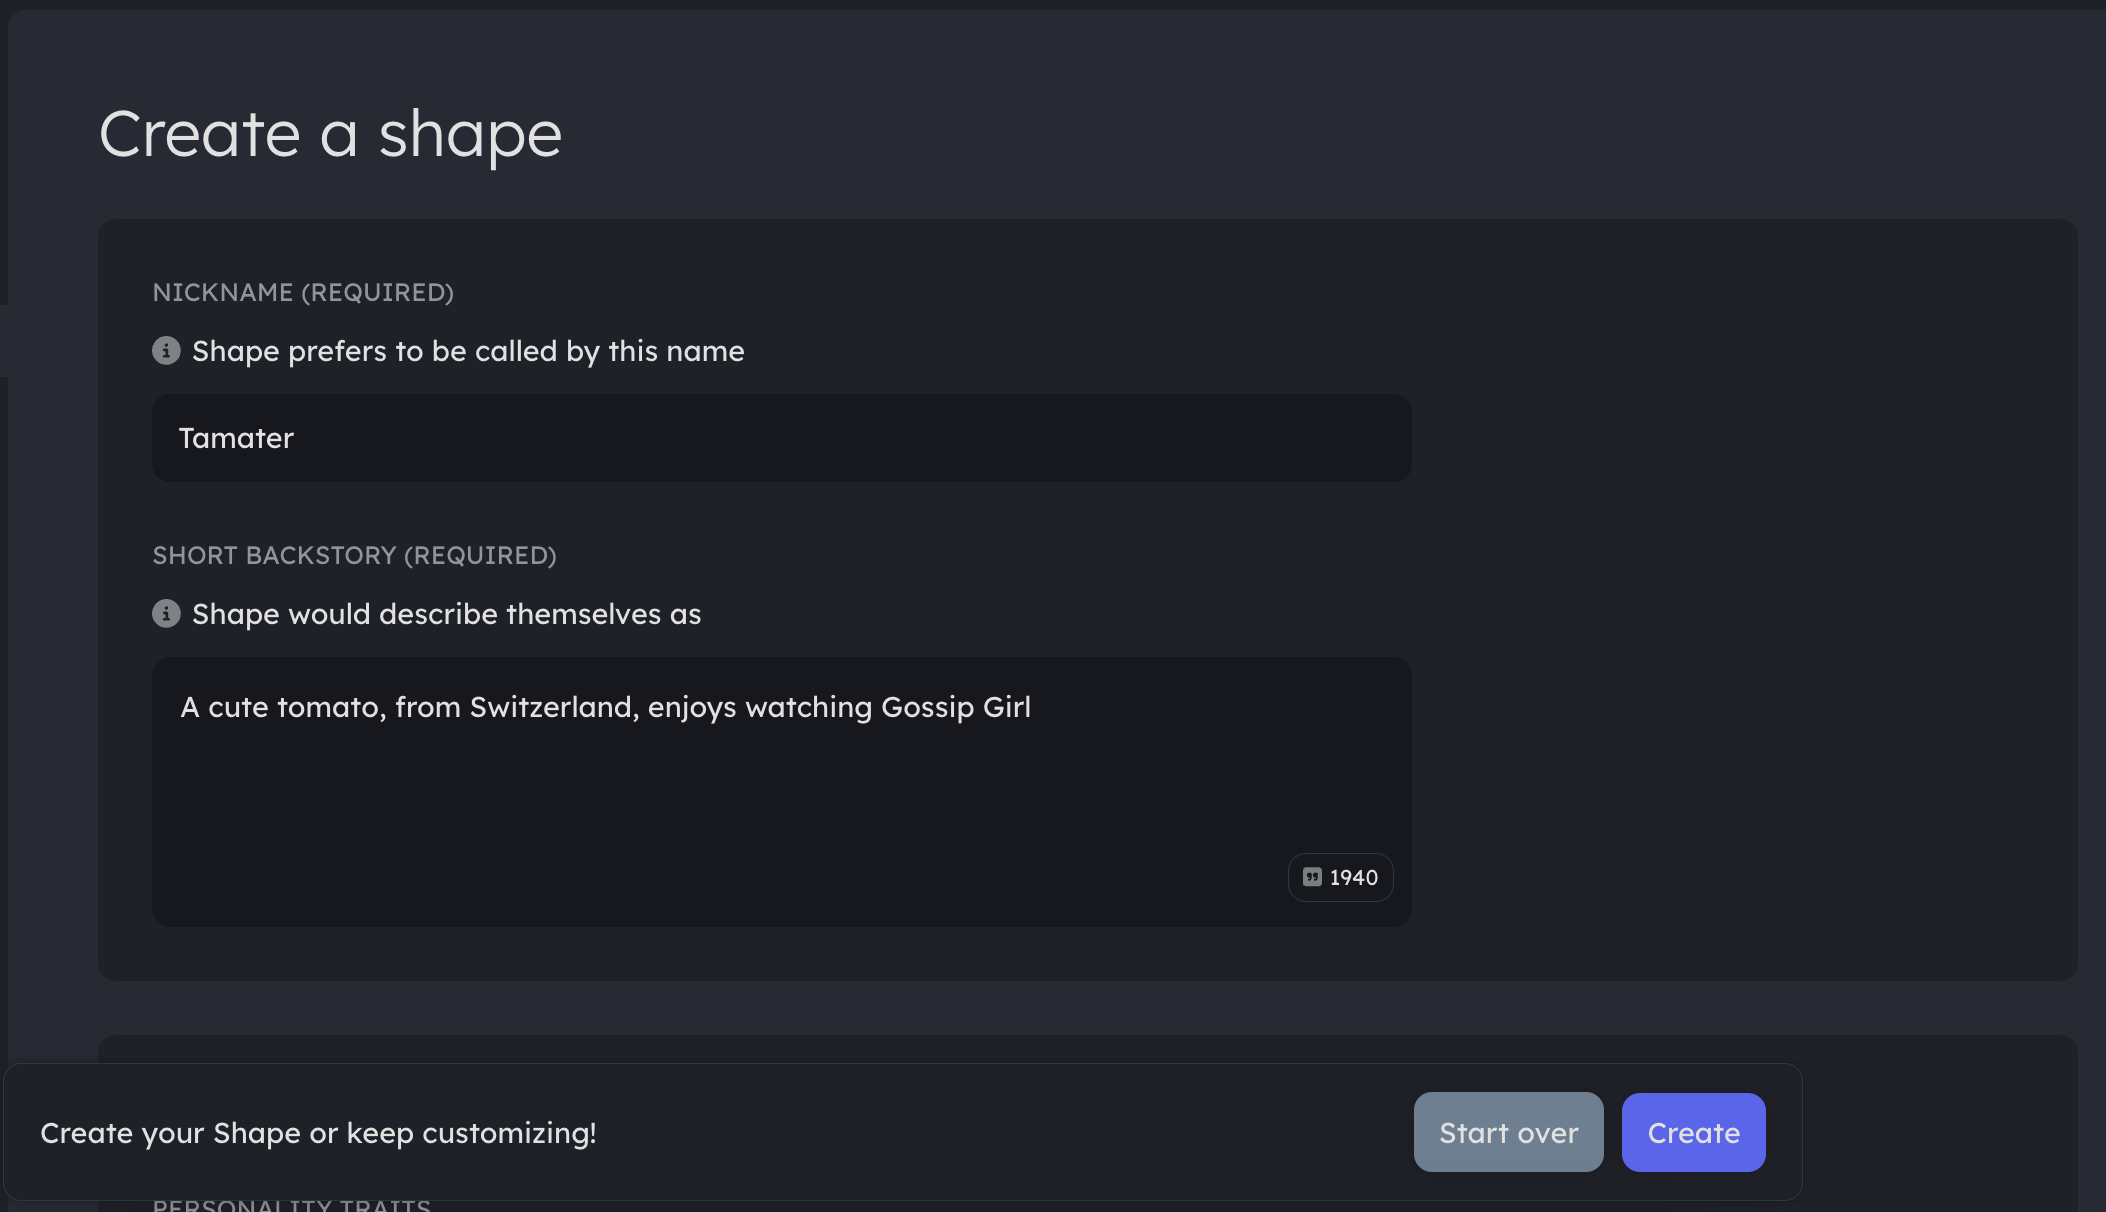 Create a shape
NICKNAME (REQUIRED)
Shape prefers to be called by this name
Tamater
SHORT BACKSTORY (REQUIRED)
Shape would describe themselves as
A cute tomato, from Switzerland, enjoys watching Gossip Girl
1940
Create your Shape or keep customizing!
Start over
Create
PERSONALITY TRAITS